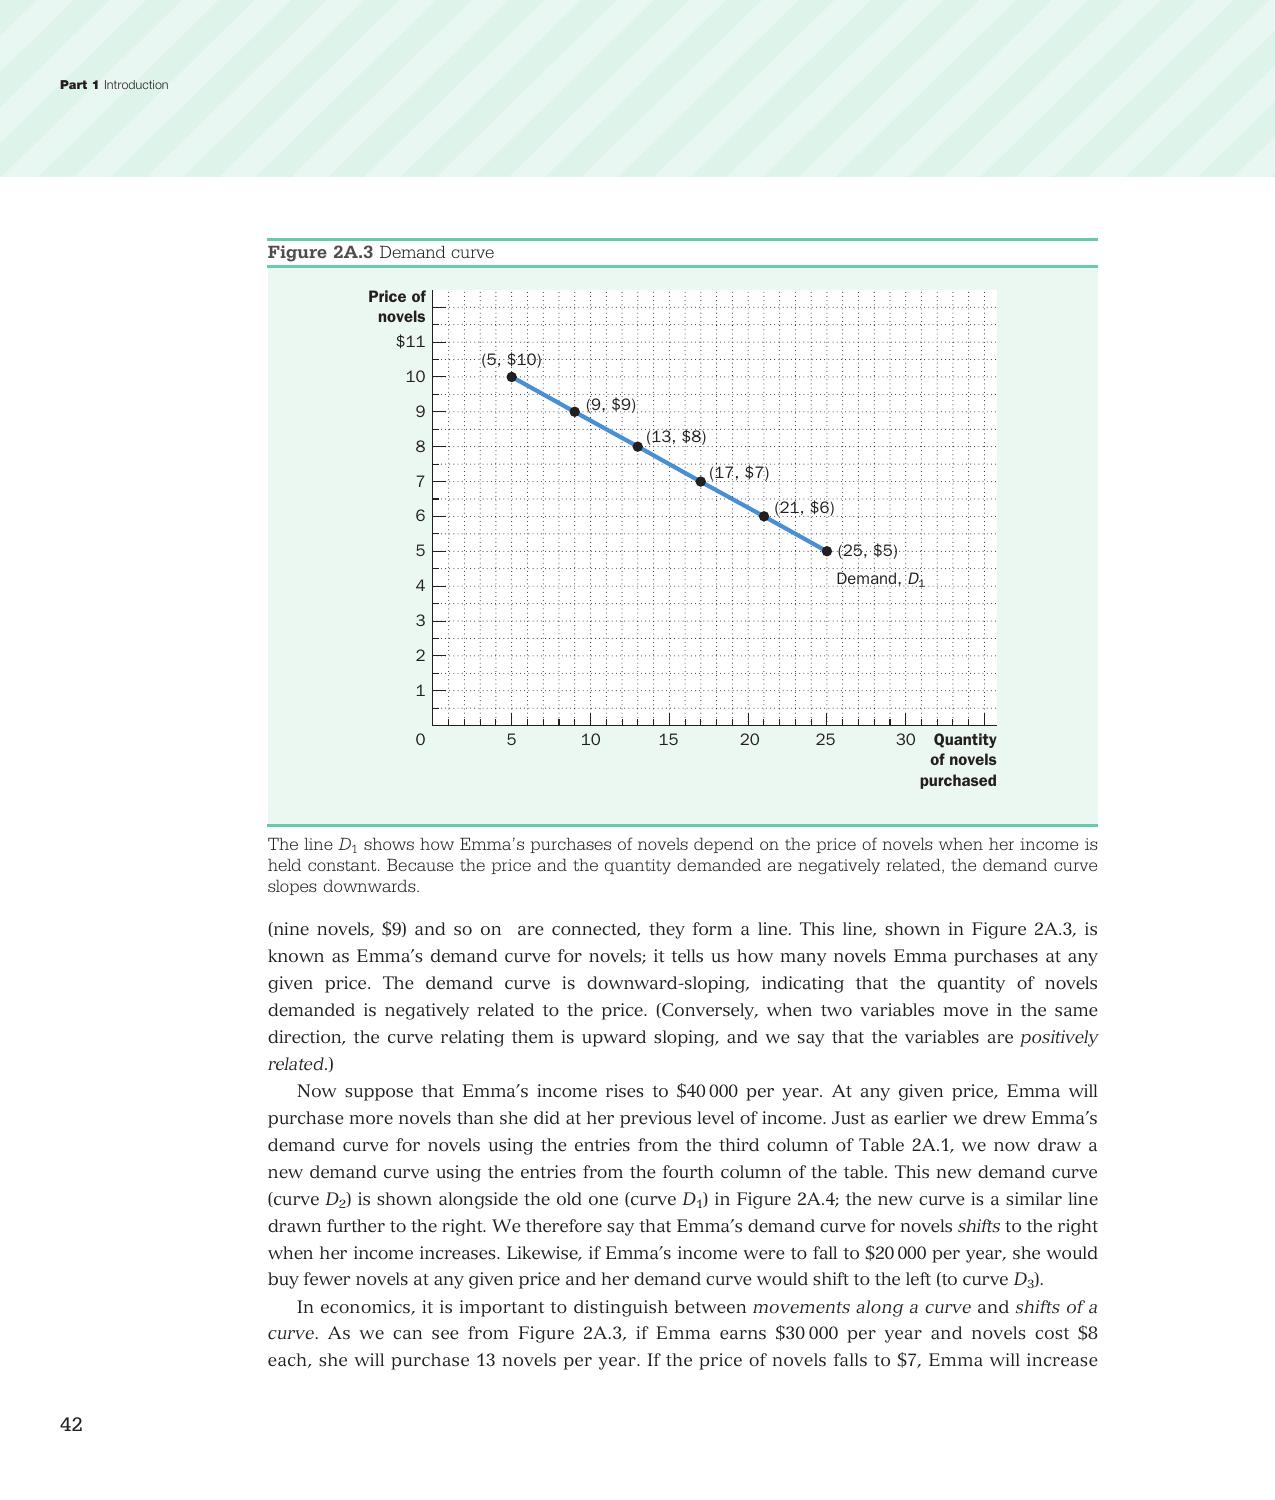 Part 1 Introduction
Figure 2A.3 Demand curve
Price of
novels
$11
(5, $10)
10
9
(9, $9)
8
(13, $8)
7
(17, $7)
6
(21, $6)
5
(25, $5)
Demand, D1
4
3
2
1
0
5
10
15
20
25
30
Quantity
of novels
purchased
The line D1 shows how Emma's purchases of novels depend on the price of novels when her income is
held constant. Because the price and the quantity demanded are negatively related, the demand curve
slopes downwards.
(nine novels, $9) and so on  are connected, they form a line. This line, shown in Figure 2A.3, is
known as Emma's demand curve for novels; it tells us how many novels Emma purchases at any
given price. The demand curve is downward-sloping, indicating that the quantity of novels
demanded is negatively related to the price. (Conversely, when two variables move in the same
direction, the curve relating them is upward sloping, and we say that the variables are positively
related.)
Now suppose that Emma's income rises to $40 000 per year. At any given price, Emma will
purchase more novels than she did at her previous level of income. Just as earlier we drew Emma's
demand curve for novels using the entries from the third column of Table 2A.1, we now draw a
new demand curve using the entries from the fourth column of the table. This new demand curve
(curve D2) is shown alongside the old one (curve D1) in Figure 2A.4; the new curve is a similar line
drawn further to the right. We therefore say that Emma's demand curve for novels shifts to the right
when her income increases. Likewise, if Emma's income were to fall to $20 000 per year, she would
buy fewer novels at any given price and her demand curve would shift to the left (to curve D3).
In economics, it is important to distinguish between movements along a curve and shifts of a
curve. As we can see from Figure 2A.3, if Emma earns $30 000 per year and novels cost $8
each, she will purchase 13 novels per year. If the price of novels falls to $7, Emma will increase
42